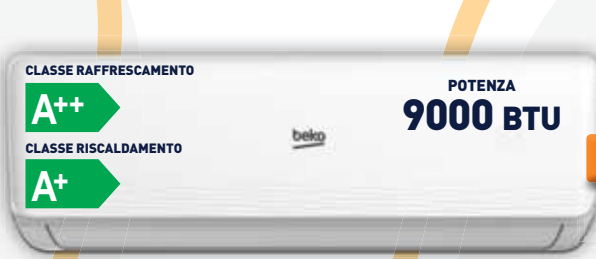 CLASSE RAFFRESCAMENTO
A++
CLASSE RISCALDAMENTO
A+
beko
POTENZA
9000 BTU